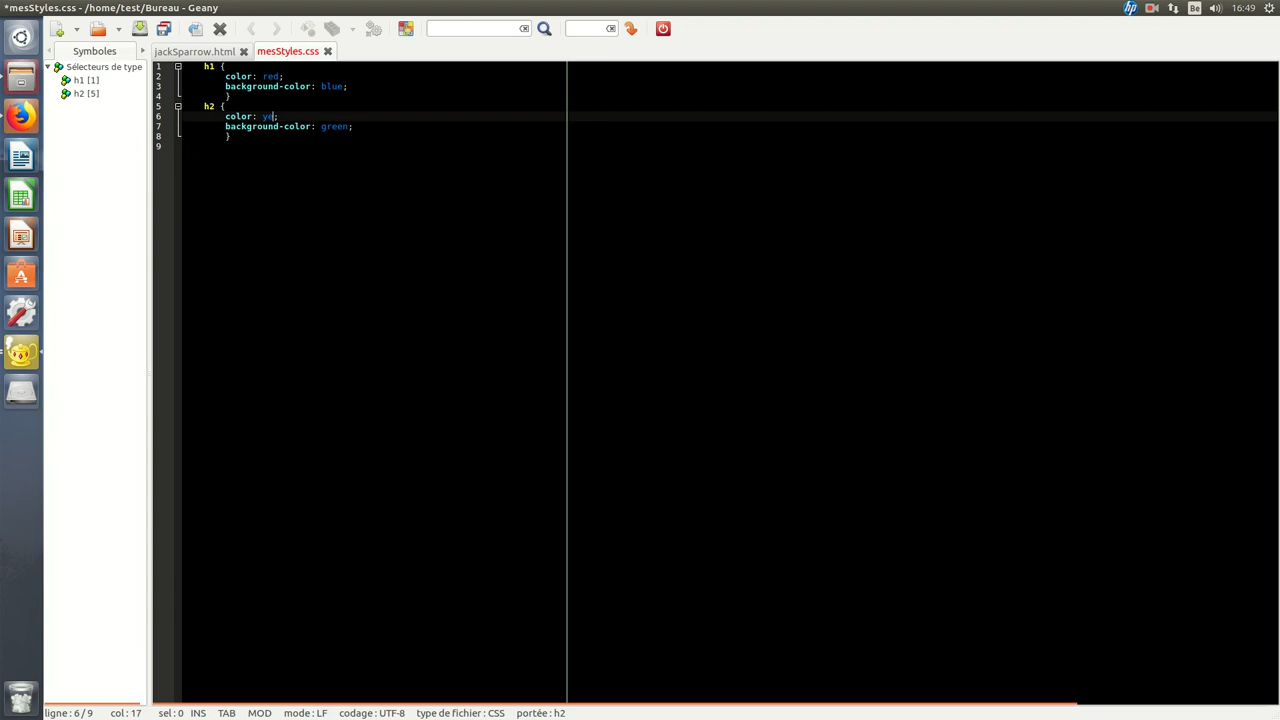 *mesStyles.css - /home/test/Bureau - Geany
hp
Be
16:49
Symboles
jackSparrow.html
mesStyles.css
Sélecteurs de type
h1 [1]
h2 [5]
1 h1 {
2 color: red;
3 background-color: blue;
4 }
5 h2 {
6 color: ye;
7 background-color: green;
8 }
9
ligne : 6 / 9 col : 17 sel : 0 INS TAB MOD mode : LF codage : UTF-8 type de fichier : CSS portée : h2